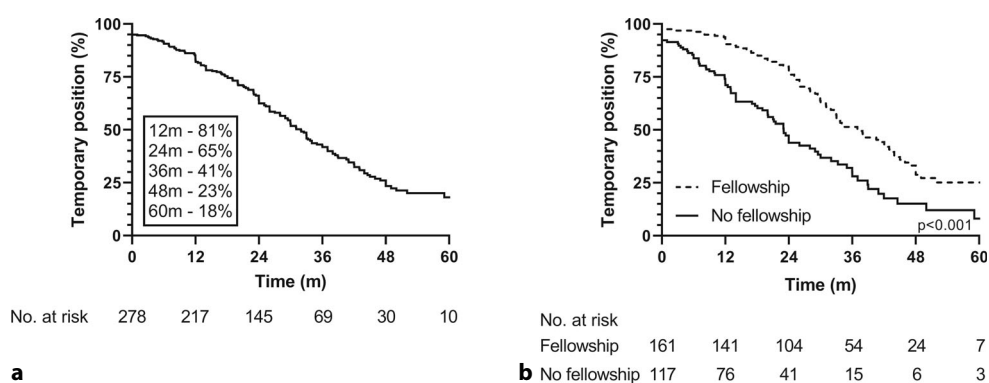 Temporary position (%)
100
75
50
25
0
12m - 81%
24m - 65%
36m - 41%
48m - 23%
60m - 18%
0 12 24 36 48 60
Time (m)
No. at risk 278 217 145 69 30 10
a
Temporary position (%)
100
75
50
25
0
Fellowship
No fellowship
p<0.001
0 12 24 36 48 60
Time (m)
No. at risk
Fellowship 161 141 104 54 24 7
No fellowship 117 76 41 15 6 3
b